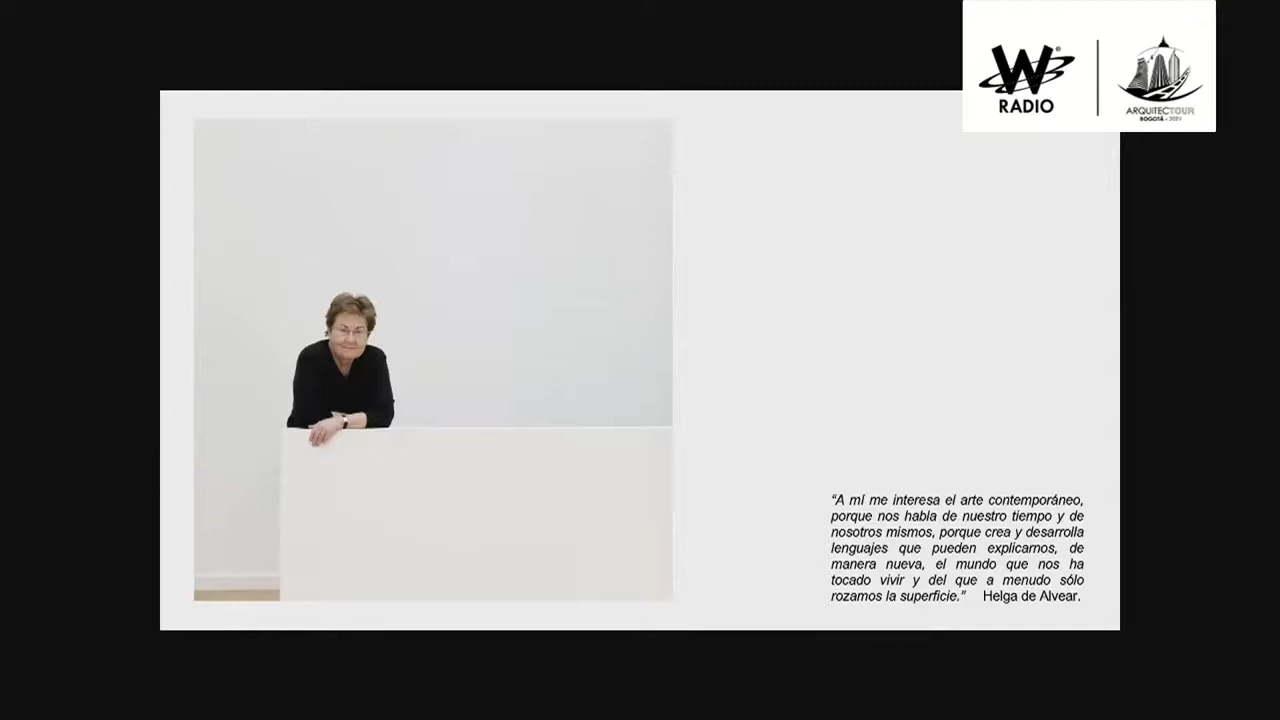 W
RADIO
ARQUITECTOUR
BOGOTÁ - 2021
“A mí me interesa el arte contemporáneo,
porque nos habla de nuestro tiempo y de
nosotros mismos, porque crea y desarrolla
lenguajes que pueden explicarnos, de
manera nueva, el mundo que nos ha
tocado vivir y del que a menudo sólo
rozamos la superficie.” Helga de Alvear.